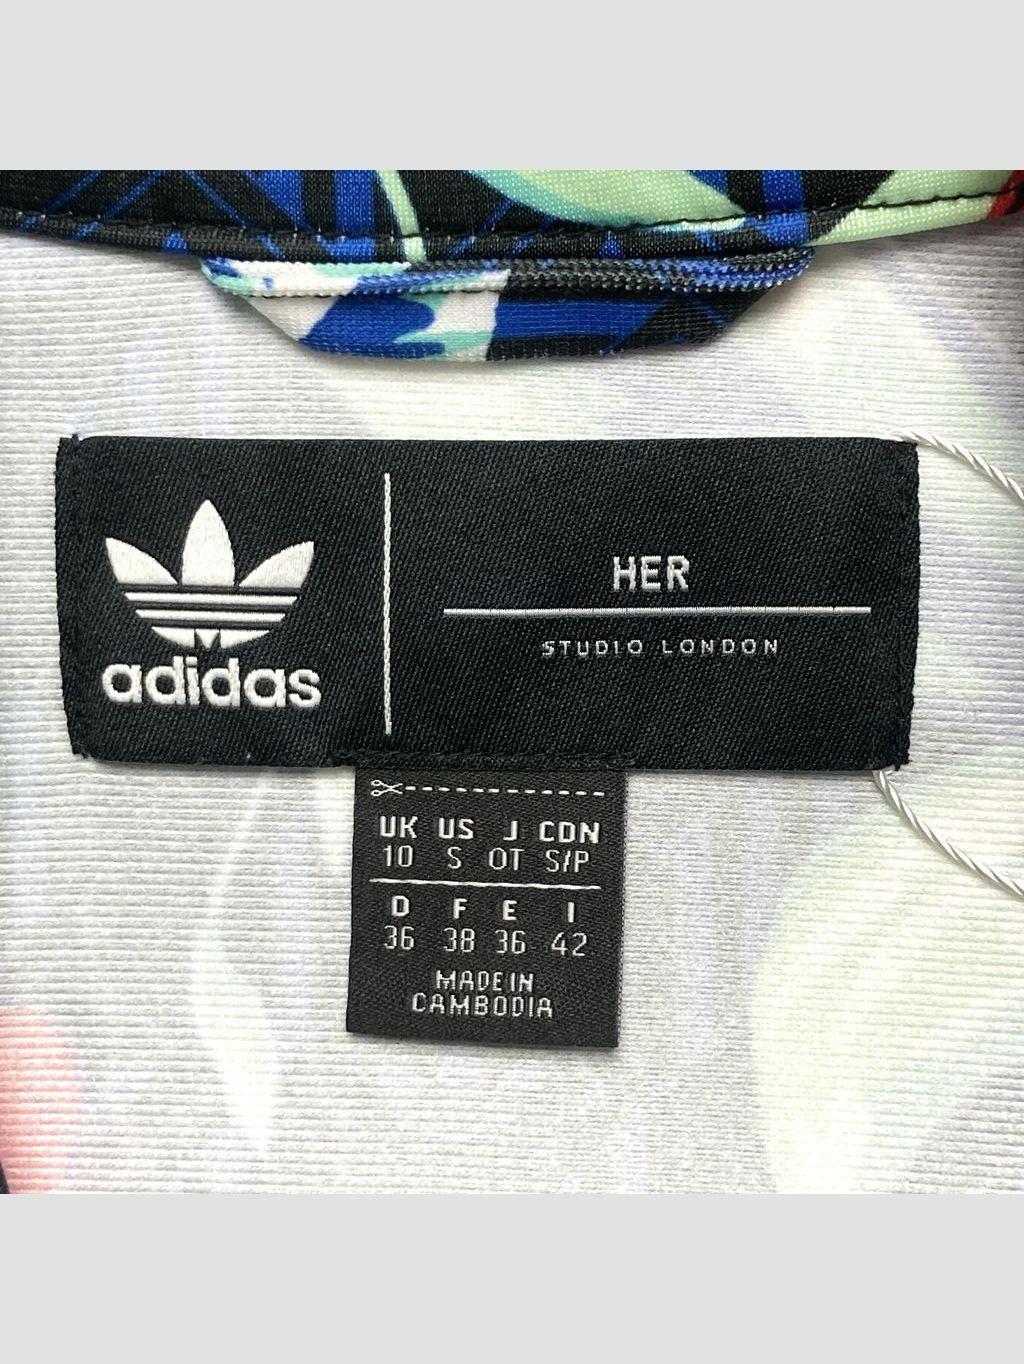 adidas
HER
STUDIO LONDON
UK US J CDN
10 S OT S/P
D F E I
36 38 36 42
MADE IN
CAMBODIA